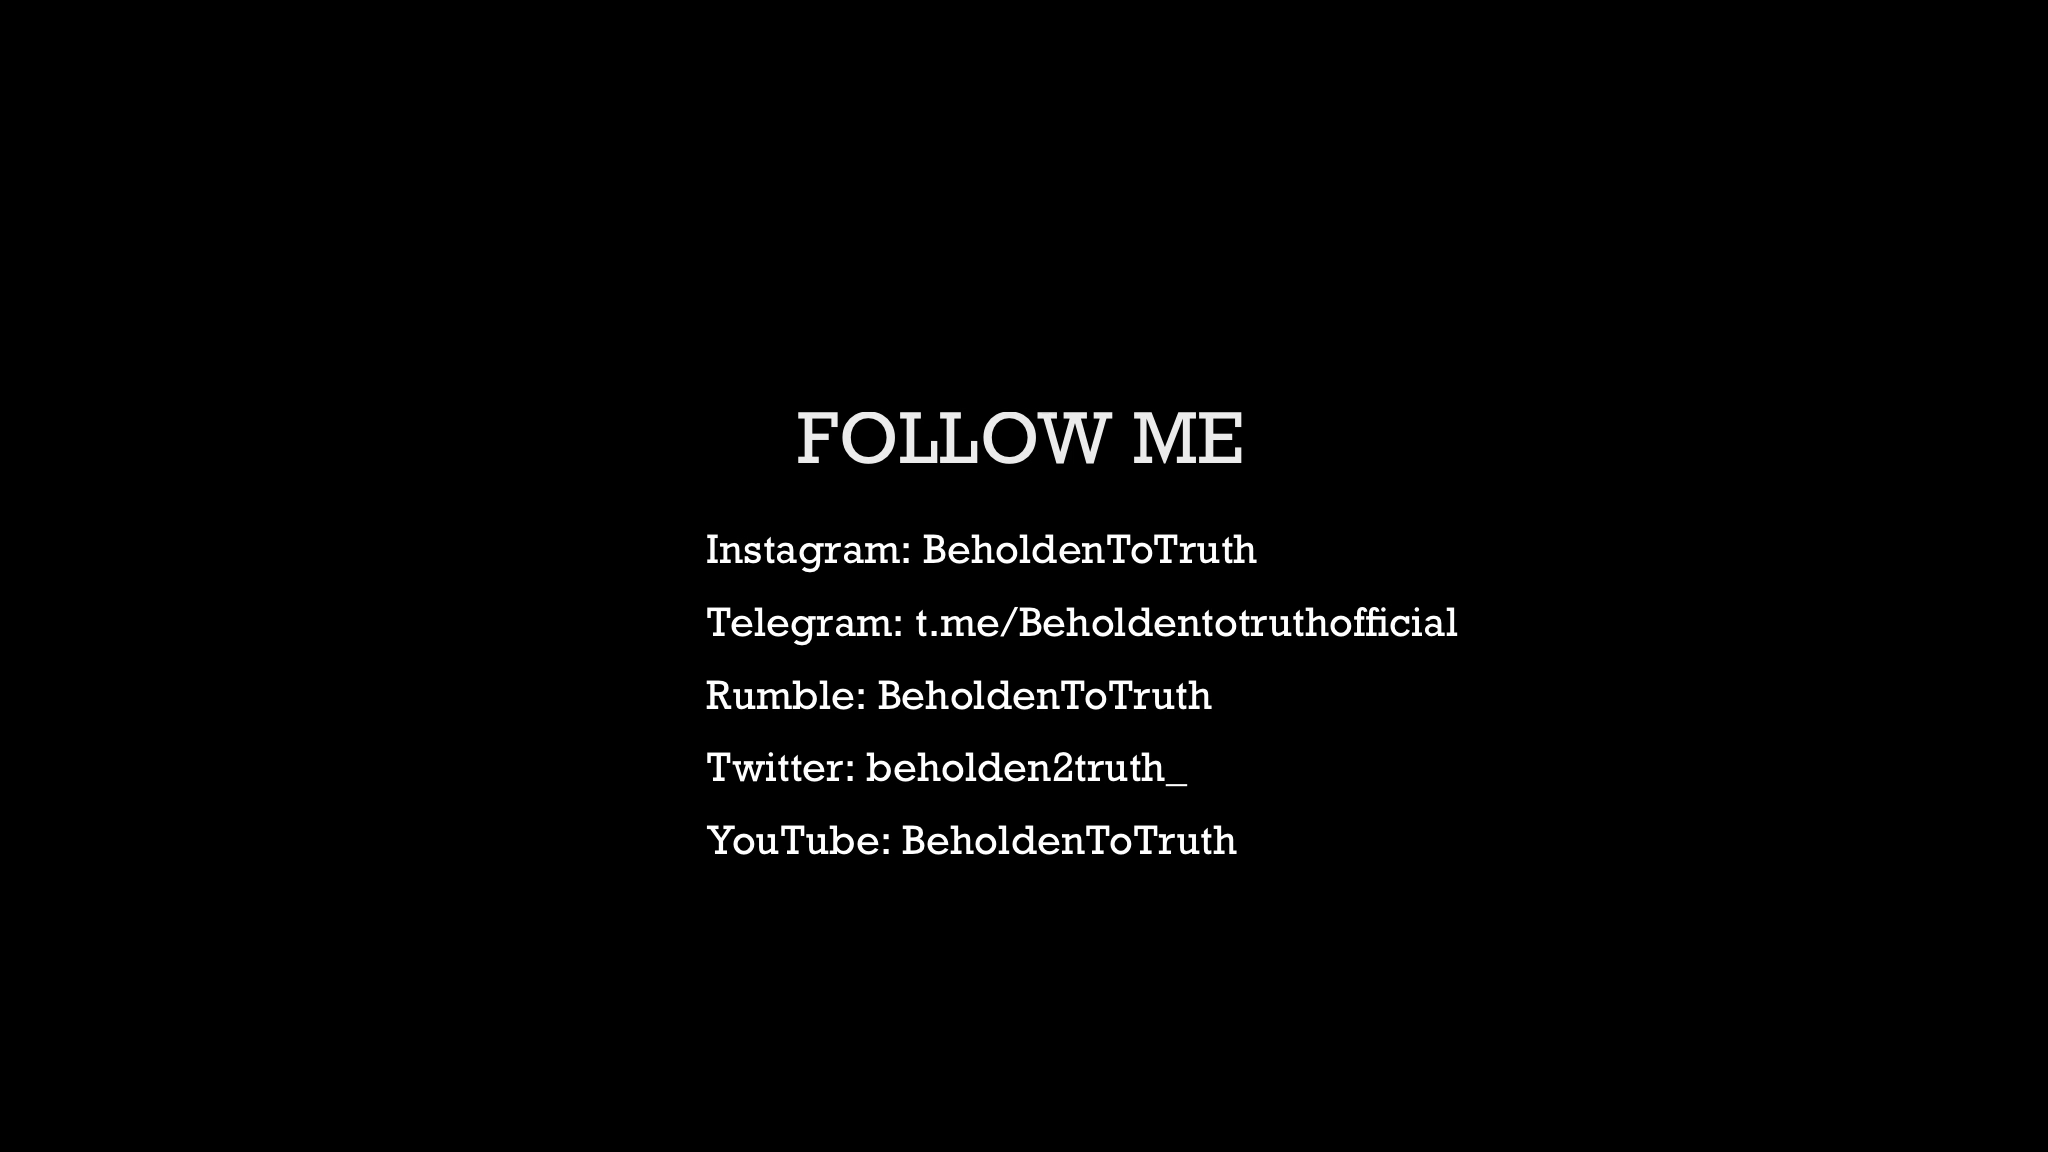 FOLLOW ME
Instagram: BeholdenToTruth
Telegram: t.me/Beholdentotruthofficial
Rumble: BeholdenToTruth
Twitter: beholden2truth_
YouTube: BeholdenToTruth